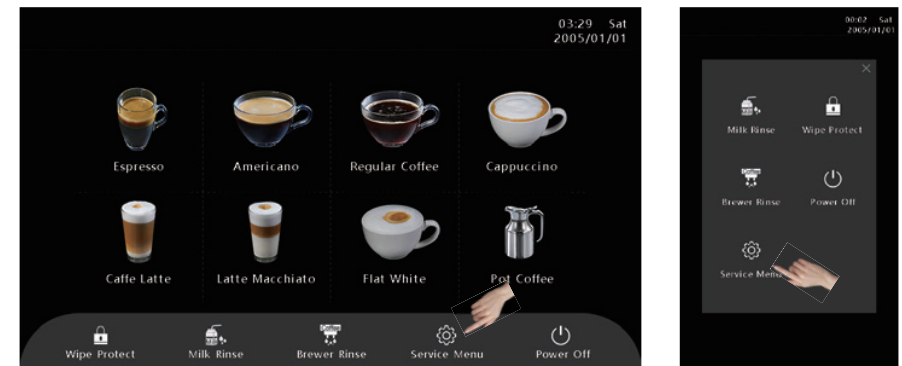 03:29 Sat
2005/01/01
Espresso
Americano
Regular Coffee
Cappuccino
Caffe Latte
Latte Macchiato
Flat White
Pot Coffee
Wipe Protect
Milk Rinse
Brewer Rinse
Service Menu
Power Off
00:02 Sat
2005/01/01
Milk Rinse
Wipe Protect
Brewer Rinse
Power Off
Service Menu